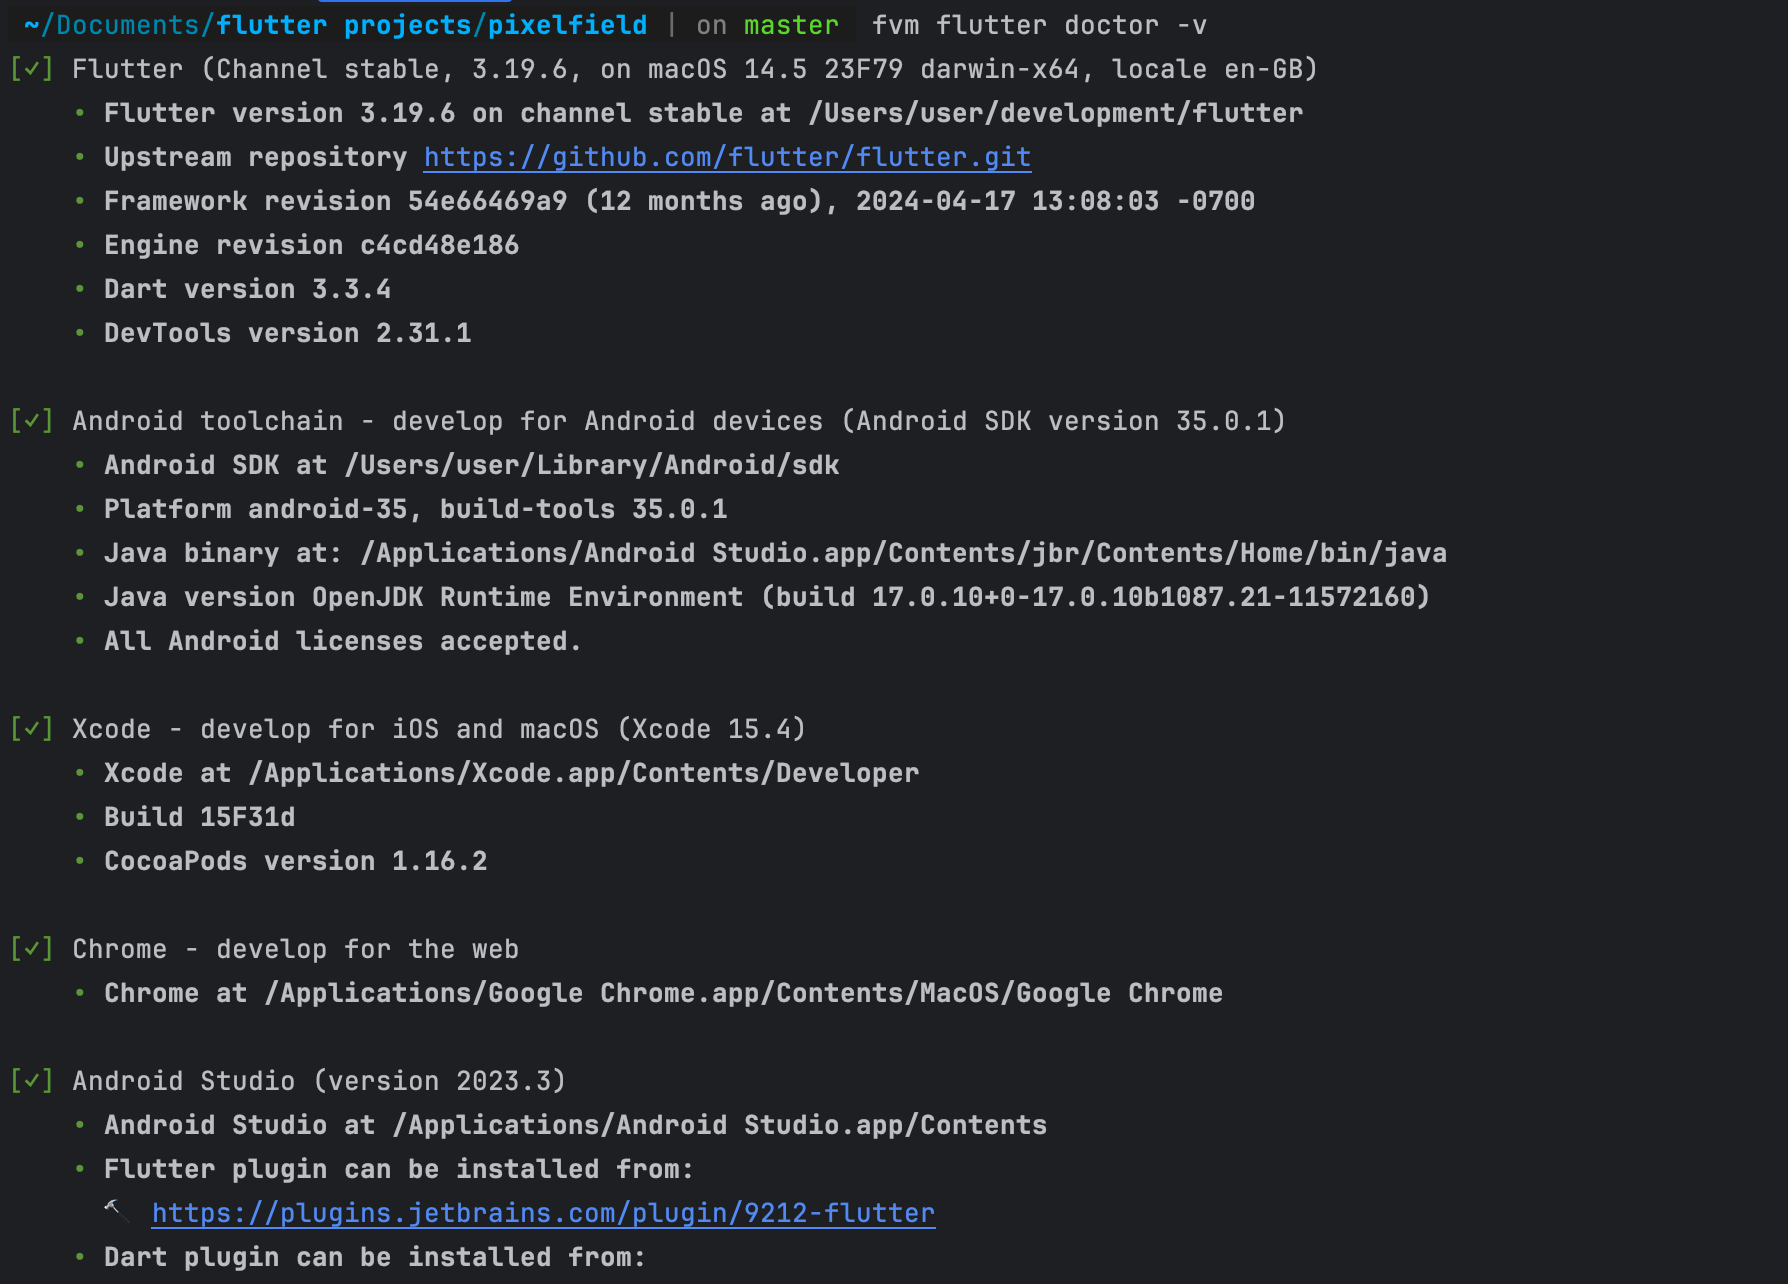 ~/Documents/flutter projects/pixelfield | on master  fvm flutter doctor -v
[✓] Flutter (Channel stable, 3.19.6, on macOS 14.5 23F79 darwin-x64, locale en-GB)
• Flutter version 3.19.6 on channel stable at /Users/user/development/flutter
• Upstream repository https://github.com/flutter/flutter.git
• Framework revision 54e66469a9 (12 months ago), 2024-04-17 13:08:03 -0700
• Engine revision c4cd48e186
• Dart version 3.3.4
• DevTools version 2.31.1
[✓] Android toolchain - develop for Android devices (Android SDK version 35.0.1)
• Android SDK at /Users/user/Library/Android/sdk
• Platform android-35, build-tools 35.0.1
• Java binary at: /Applications/Android Studio.app/Contents/jbr/Contents/Home/bin/java
• Java version OpenJDK Runtime Environment (build 17.0.10+0-17.0.10b1087.21-11572160)
• All Android licenses accepted.
[✓] Xcode - develop for iOS and macOS (Xcode 15.4)
• Xcode at /Applications/Xcode.app/Contents/Developer
• Build 15F31d
• CocoaPods version 1.16.2
[✓] Chrome - develop for the web
• Chrome at /Applications/Google Chrome.app/Contents/MacOS/Google Chrome
[✓] Android Studio (version 2023.3)
• Android Studio at /Applications/Android Studio.app/Contents
• Flutter plugin can be installed from:
🔨 https://plugins.jetbrains.com/plugin/9212-flutter
• Dart plugin can be installed from: